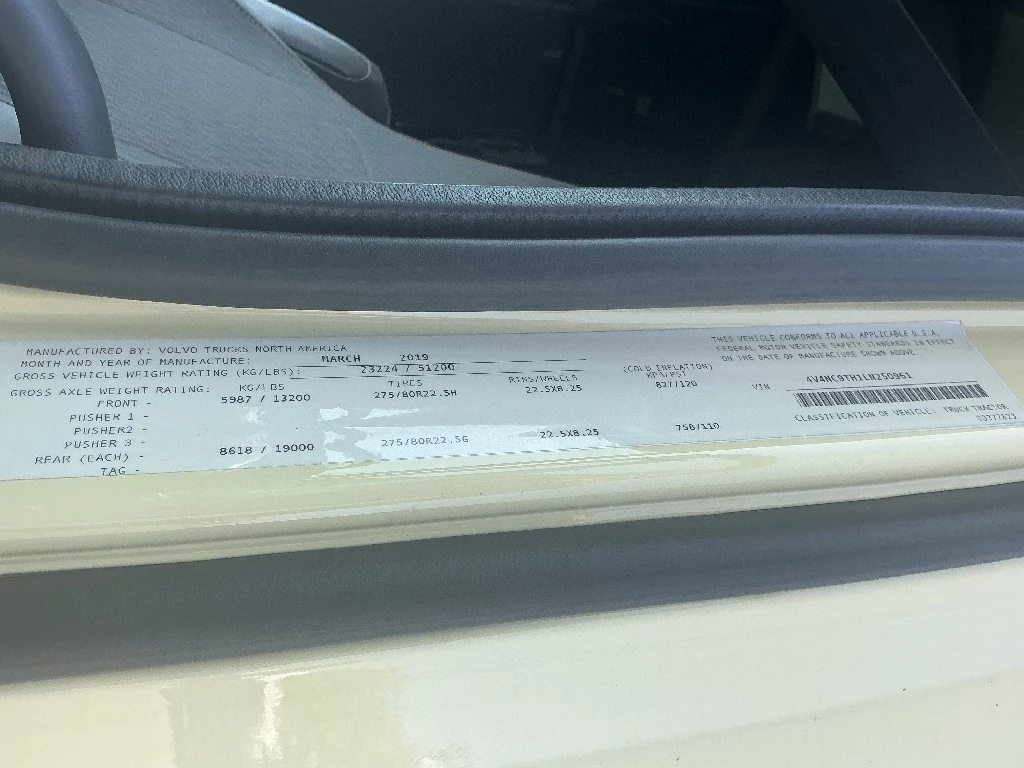 MANUFACTURED BY: VOLVO TRUCKS NORTH AMERICA
MONTH AND YEAR OF MANUFACTURE: MARCH 2019
GROSS VEHICLE WEIGHT RATING (KG/LBS): 23224 / 51200
GROSS AXLE WEIGHT RATING: KG/LBS TIRES RIMS/WHEELS (COLD INFLATION) KPA/PSI
FRONT - 5987 / 13200 275/80R22.5H 22.5X8.25 827/120
PUSHER 1 -
PUSHER2 -
PUSHER 3 -
REAR (EACH) - 8618 / 19000 275/80R22.5G 22.5X8.25 758/110
TAG -
THIS VEHICLE CONFORMS TO ALL APPLICABLE U.S.A.
FEDERAL MOTOR VEHICLE SAFETY STANDARDS IN EFFECT
ON THE DATE OF MANUFACTURE SHOWN ABOVE
VIN 4V4NC9TH1LN250961
CLASSIFICATION OF VEHICLE: TRUCK TRACTOR